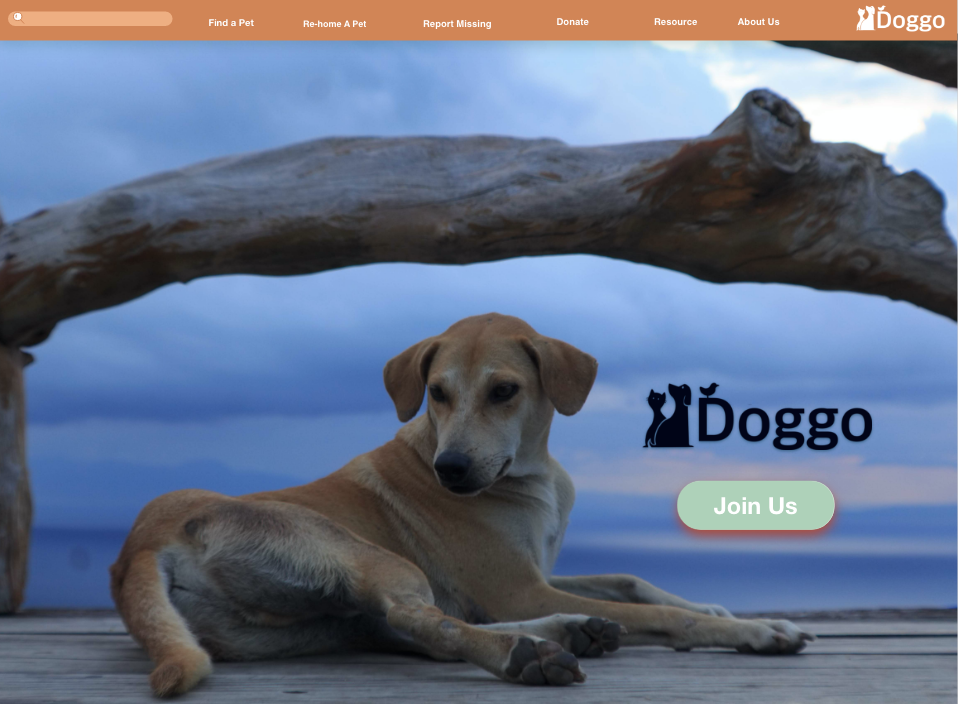 Find a Pet
Re-home A Pet
Report Missing
Donate
Resource
About Us
Doggo
Doggo
Join Us